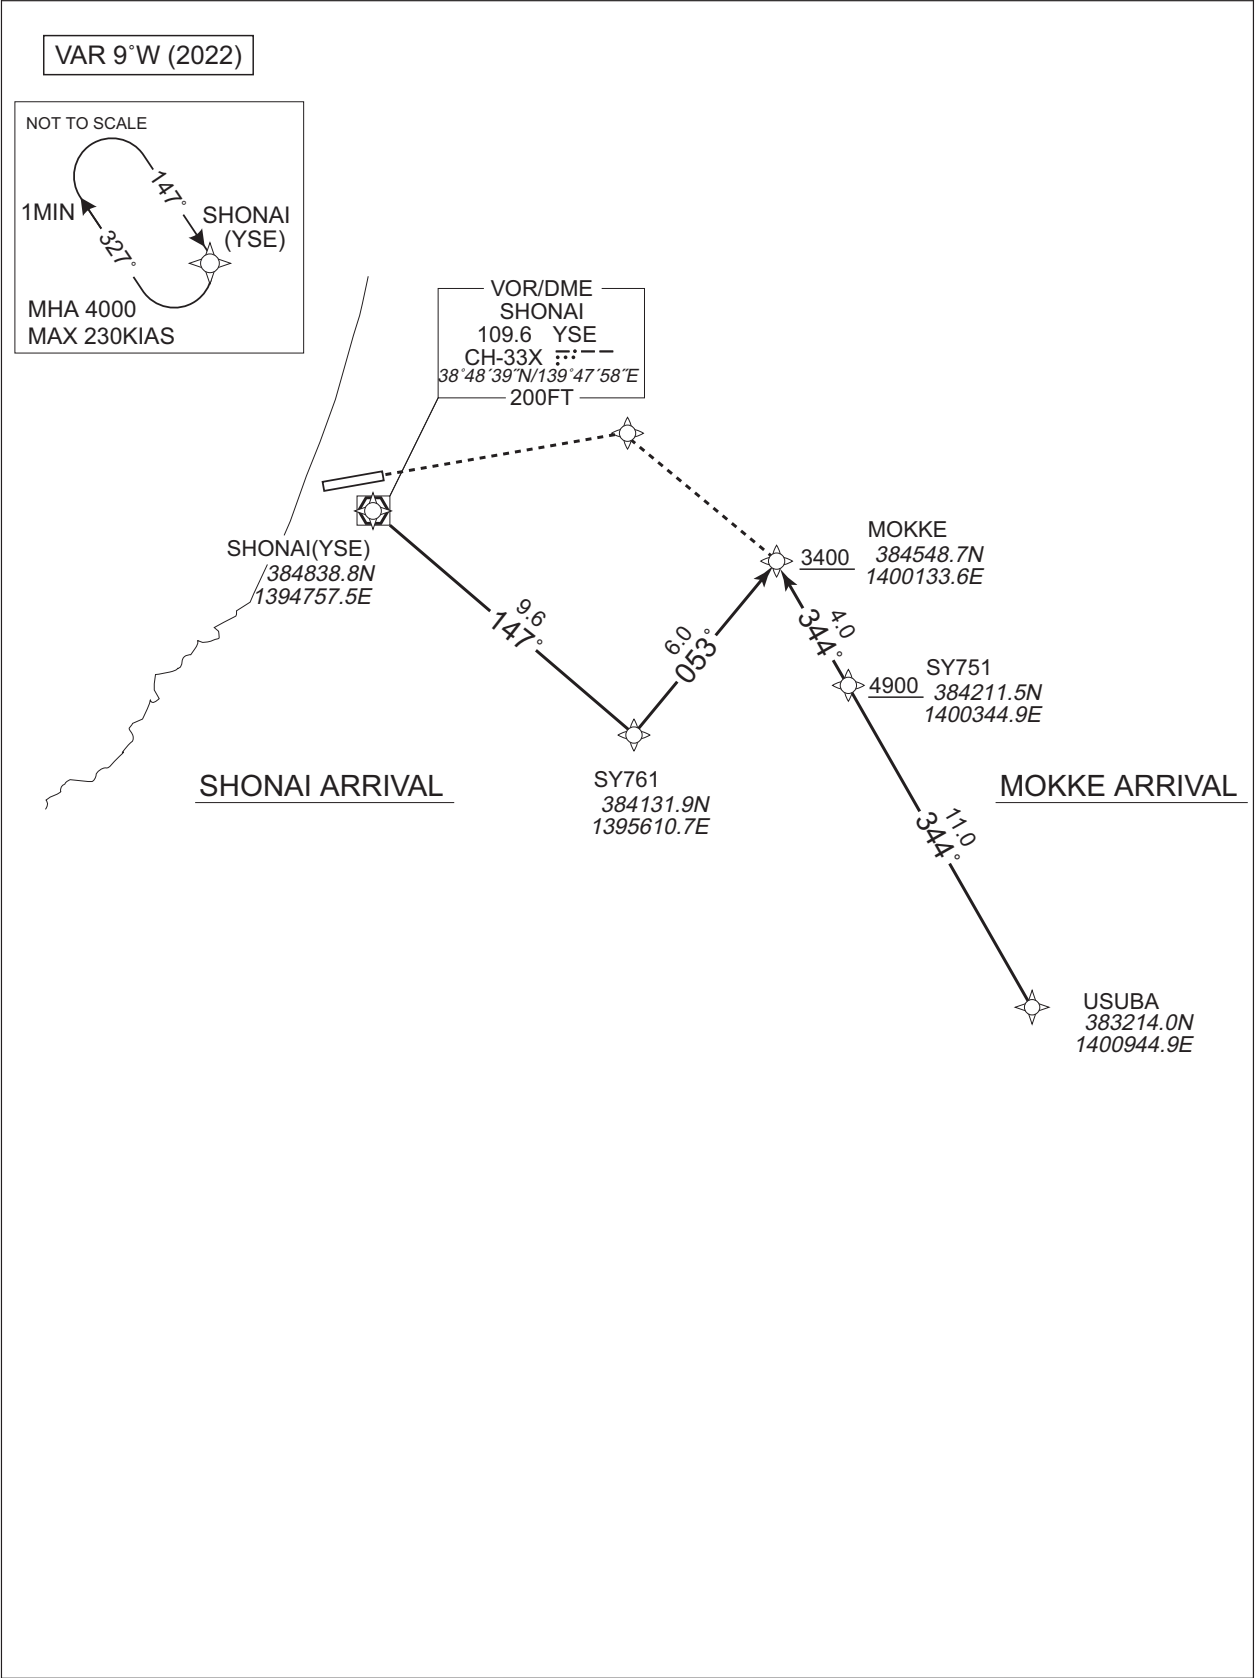 VAR 9°W (2022)
NOT TO SCALE
147°
1MIN
SHONAI
(YSE)
327°
MHA 4000
MAX 230KIAS
VOR/DME
SHONAI
109.6 YSE
CH-33X
38°48´39˝N/139°47´58˝E
200FT
MOKKE
3400 384548.7N
1400133.6E
SHONAI(YSE)
384838.8N
1394757.5E
9.6
147°
6.0
053°
4.0
344°
SY751
4900 384211.5N
1400344.9E
SHONAI ARRIVAL
SY761
384131.9N
1395610.7E
MOKKE ARRIVAL
11.0
344°
USUBA
383214.0N
1400944.9E